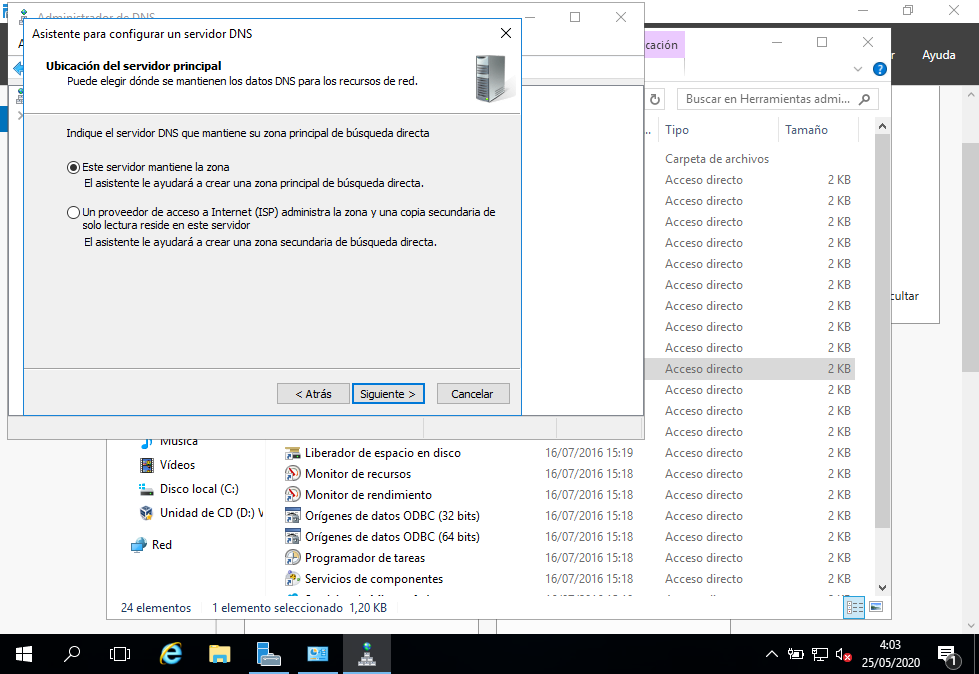 Administrador de DNS
Asistente para configurar un servidor DNS
Ubicación del servidor principal
Puede elegir dónde se mantienen los datos DNS para los recursos de red.
Indique el servidor DNS que mantiene su zona principal de búsqueda directa
Este servidor mantiene la zona
El asistente le ayudará a crear una zona principal de búsqueda directa.
Un proveedor de acceso a Internet (ISP) administra la zona y una copia secundaria de
solo lectura reside en este servidor
El asistente le ayudará a crear una zona secundaria de búsqueda directa.
< Atrás
Siguiente >
Cancelar
cación
Ayuda
Buscar en Herramientas admi...
... Tipo Tamaño
Carpeta de archivos
Acceso directo 2 KB
Acceso directo 2 KB
Acceso directo 2 KB
Acceso directo 2 KB
Acceso directo 2 KB
Acceso directo 2 KB
Acceso directo 2 KB
Acceso directo 2 KB
Acceso directo 2 KB
Acceso directo 2 KB
Acceso directo 2 KB
Acceso directo 2 KB
Acceso directo 2 KB
cultar
Música
Vídeos
Disco local (C:)
Unidad de CD (D:) V
Red
Liberador de espacio en disco 16/07/2016 15:19 Acceso directo 2 KB
Monitor de recursos 16/07/2016 15:18 Acceso directo 2 KB
Monitor de rendimiento 16/07/2016 15:18 Acceso directo 2 KB
Orígenes de datos ODBC (32 bits) 16/07/2016 15:18 Acceso directo 2 KB
Orígenes de datos ODBC (64 bits) 16/07/2016 15:18 Acceso directo 2 KB
Programador de tareas 16/07/2016 15:18 Acceso directo 2 KB
Servicios de componentes 16/07/2016 15:18 Acceso directo 2 KB
24 elementos 1 elemento seleccionado 1,20 KB
4:03
25/05/2020
1